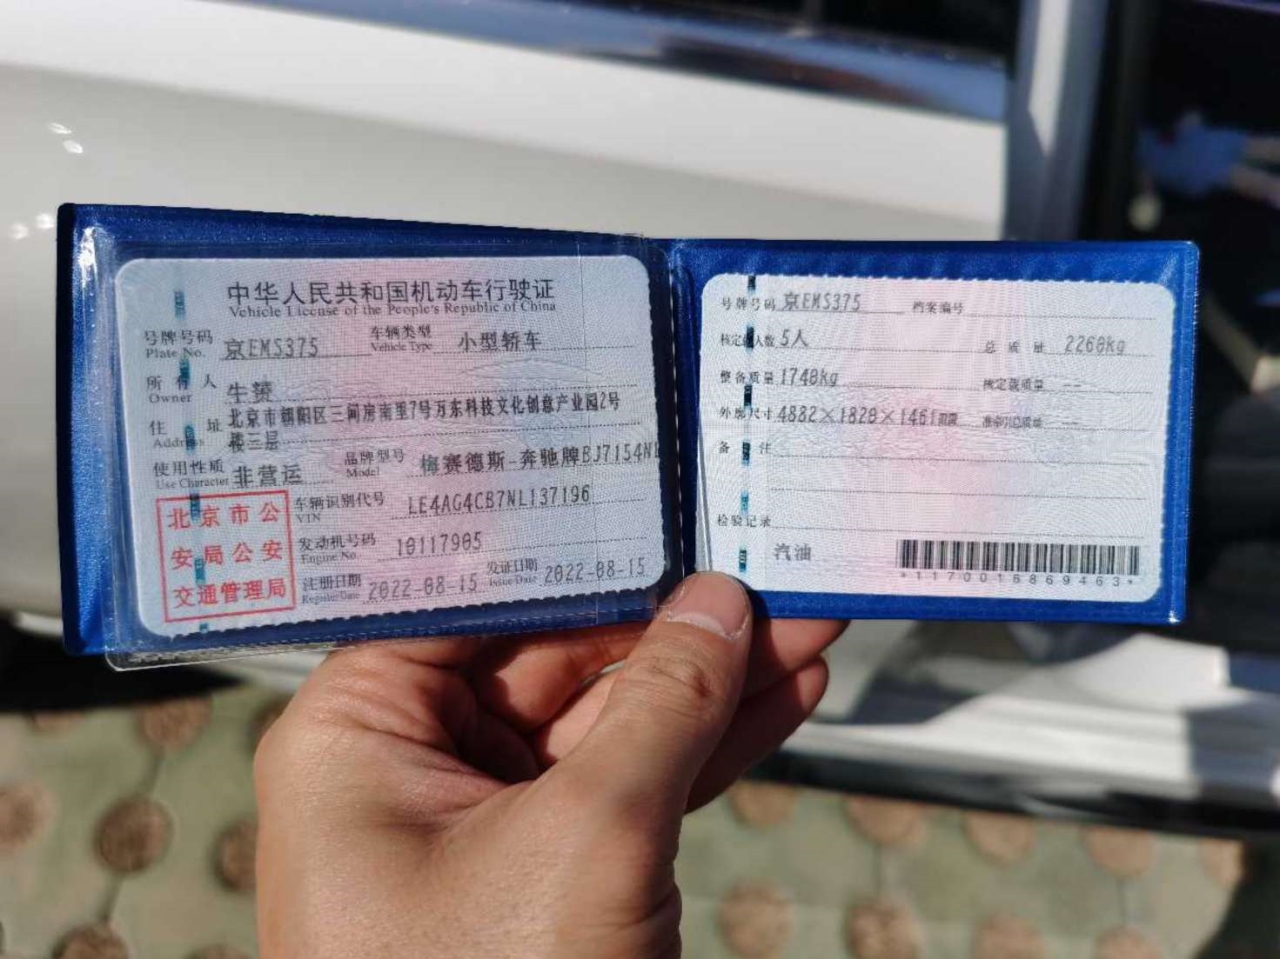 中华人民共和国机动车行驶证
Vehicle License of the People's Republic of China
号牌号码 京EMS375 车辆类型 小型轿车
Plate No. Vehicle Type
所有人 牛赟
Owner
住址 北京市朝阳区三间房南里7号万东科技文化创意产业园2号
Address 楼三层
使用性质 非营运 品牌型号 梅赛德斯-奔驰牌BJ7154N
Use Character Model
北京市公
安局公安
交通管理局
车辆识别代号 LE4AG4CB7NL137196
VIN
发动机号码 10117905
Engine No.
注册日期 2022-08-15 发证日期 2022-08-15
Register Date Issue Date
号牌号码 京EMS375 档案编号
核定载人数 5人 总质量 2260kg
整备质量 1740kg 核定载质量 --
外廓尺寸 4882×1820×1461mm 准牵引总质量 --
备注
检验记录
汽油
*1170016869463*